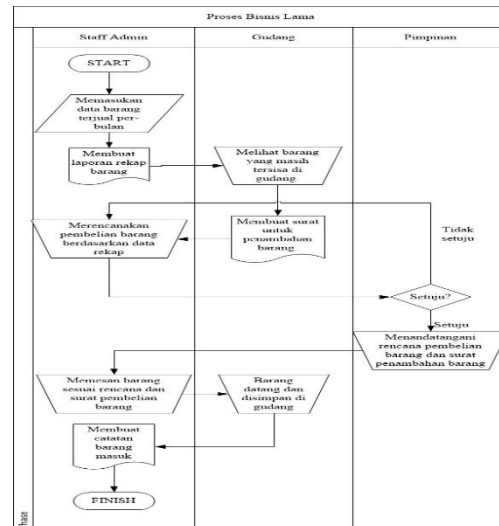 Proses Bisnis Lama
Staff Admin
Gudang
Pimpinan
START
Memasukan
data barang
terjual per-
bulan
Membuat
laporan rekap
barang
Melihat barang
yang masih
tersisa di
gudang.
Merencanakan
pembelian barang
berdasarkan data
rekap
Membuat surat
untuk
penambahan
barang
Tidak
setuju
Setuju?
Setuju
Menandatangani
rencana pembelian
barang dan surat
penambahan barang
Memesan barang
sesuai rencana dan
surat pembelian
barang
Barang
datang dan
disimpan di
gudang
Membuat
catatan
barang
masuk
FINISH
Phase